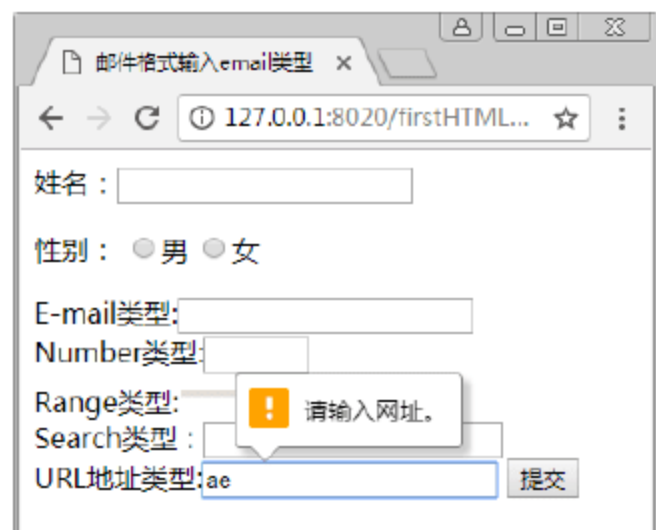 邮件格式输入email类型
127.0.0.1:8020/firstHTML...
姓名：
性别： 男 女
E-mail类型:
Number类型:
Range类型:
请输入网址。
Search类型：
URL地址类型:ae 提交